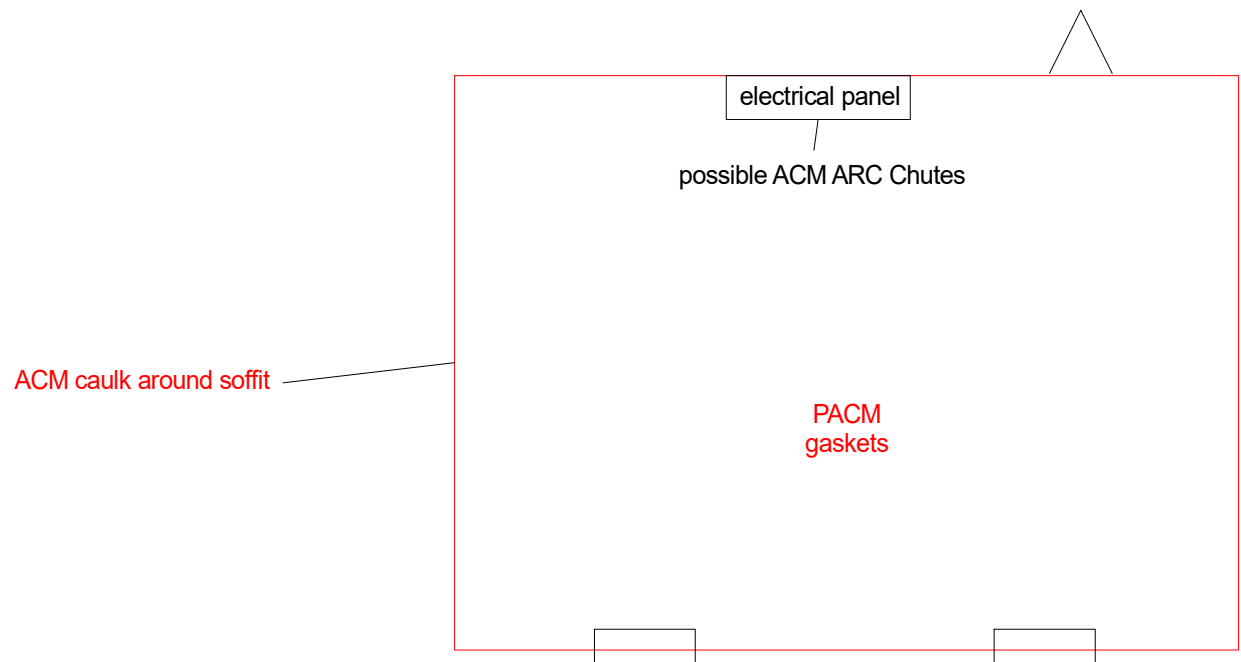 electrical panel
possible ACM ARC Chutes
ACM caulk around soffit
PACM
gaskets